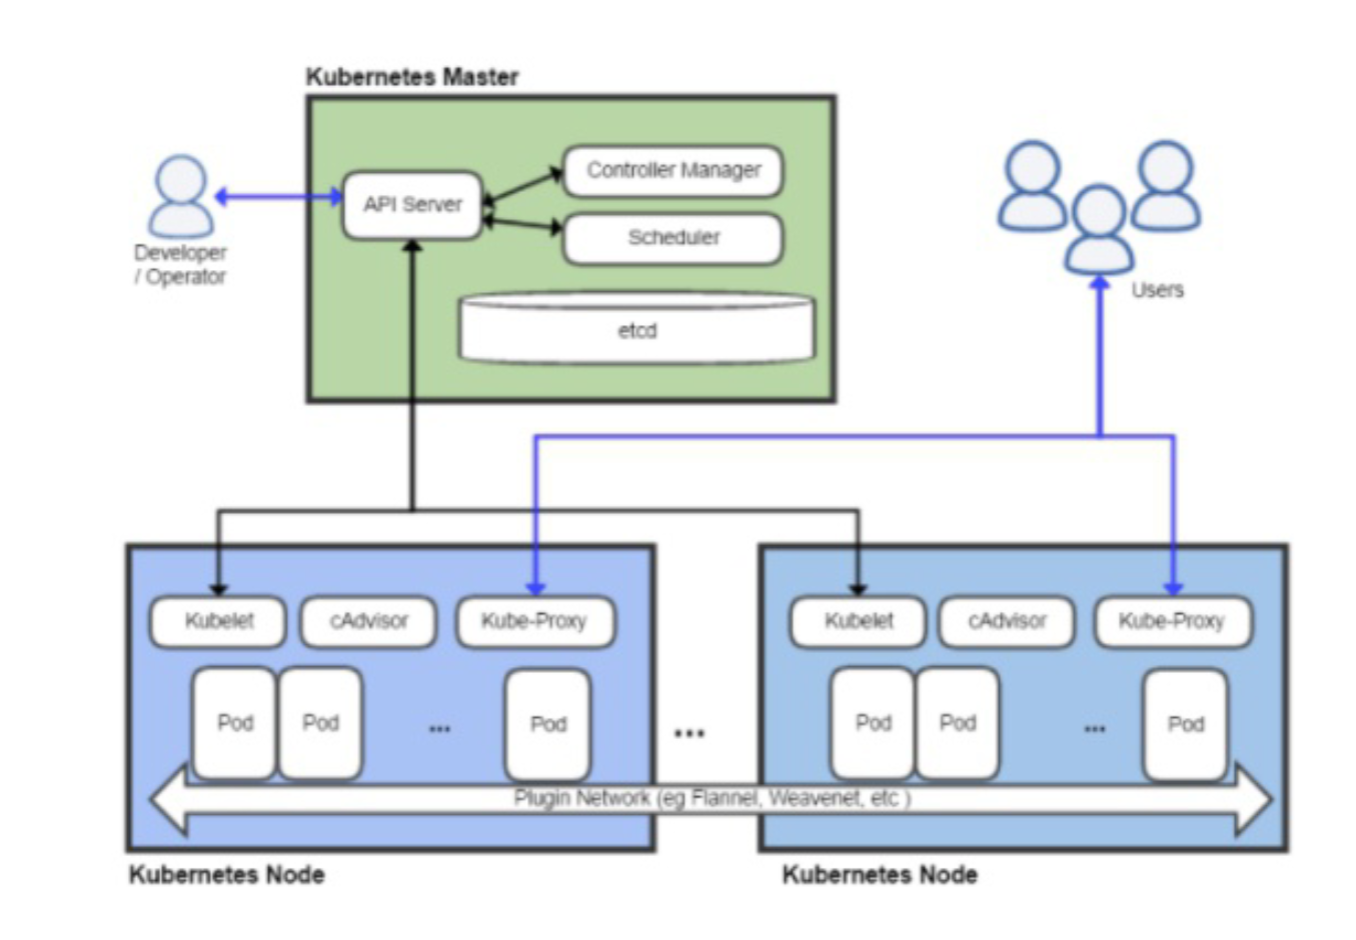 Kubernetes Master
API Server
Controller Manager
Scheduler
etcd
Developer
/ Operator
Users
Kubelet
cAdvisor
Kube-Proxy
Pod
Pod
...
Pod
...
Kubelet
cAdvisor
Kube-Proxy
Pod
Pod
...
Pod
Plugin Network (eg Flannel, Weavenet, etc )
Kubernetes Node
Kubernetes Node